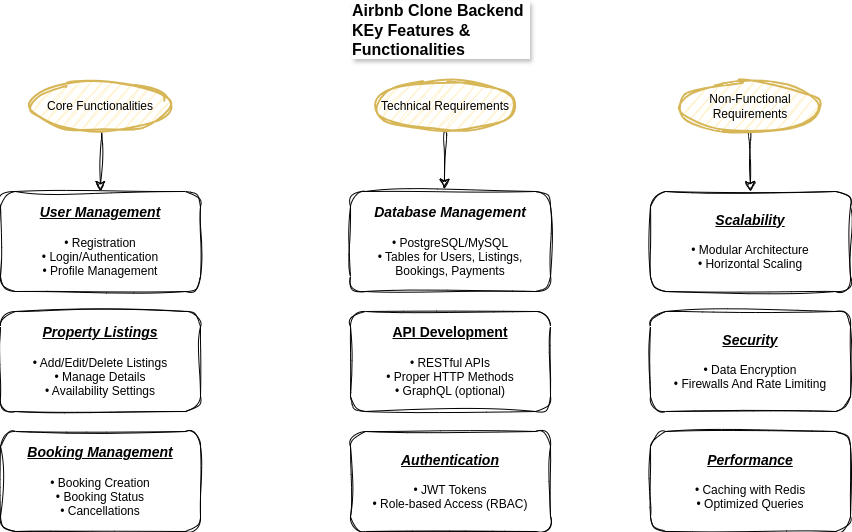 Airbnb Clone Backend
KEy Features &
Functionalities
Core Functionalities
User Management
• Registration
• Login/Authentication
• Profile Management
Property Listings
• Add/Edit/Delete Listings
• Manage Details
• Availability Settings
Booking Management
• Booking Creation
• Booking Status
• Cancellations
Technical Requirements
Database Management
• PostgreSQL/MySQL
• Tables for Users, Listings,
Bookings, Payments
API Development
• RESTful APIs
• Proper HTTP Methods
• GraphQL (optional)
Authentication
• JWT Tokens
• Role-based Access (RBAC)
Non-Functional
Requirements
Scalability
• Modular Architecture
• Horizontal Scaling
Security
• Data Encryption
• Firewalls And Rate Limiting
Performance
• Caching with Redis
• Optimized Queries